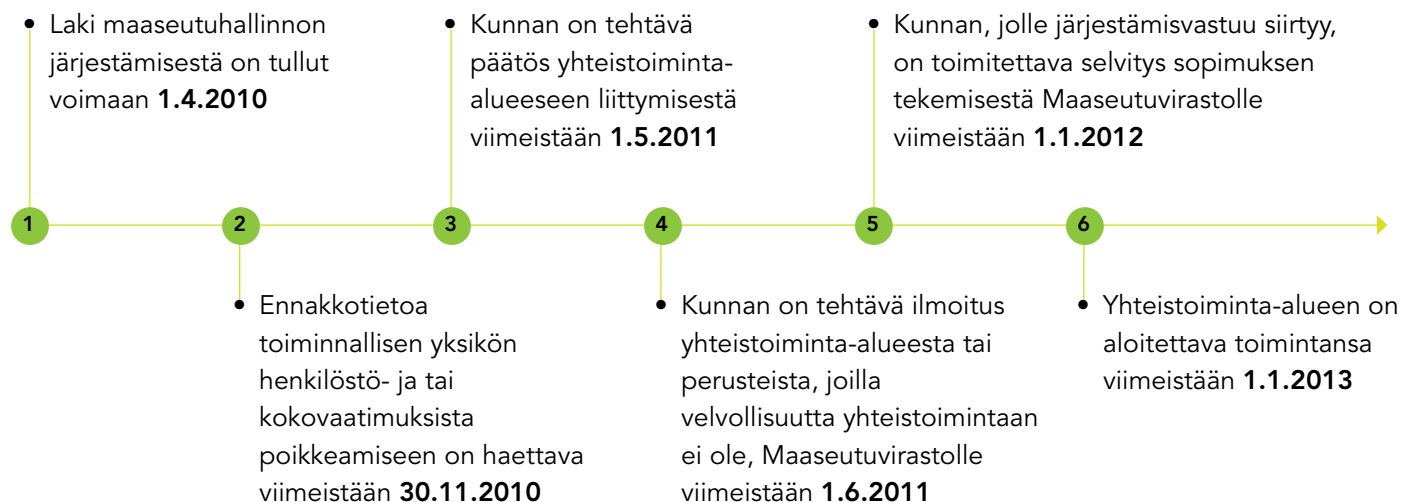 Laki maaseutuhallinnon
järjestämisestä on tullut
voimaan 1.4.2010
Kunnan on tehtävä
päätös yhteistoiminta-
alueeseen liittymisestä
viimeistään 1.5.2011
Kunnan, jolle järjestämisvastuu siirtyy,
on toimitettava selvitys sopimuksen
tekemisestä Maaseutuvirastolle
viimeistään 1.1.2012
1
2
3
4
5
6
Ennakkotietoa
toiminnallisen yksikön
henkilöstö- ja tai
kokovaatimuksista
poikkeamiseen on haettava
viimeistään 30.11.2010
Kunnan on tehtävä ilmoitus
yhteistoiminta-alueesta tai
perusteista, joilla
velvollisuutta yhteistoimintaan
ei ole, Maaseutuvirastolle
viimeistään 1.6.2011
Yhteistoiminta-alueen on
aloitettava toimintansa
viimeistään 1.1.2013